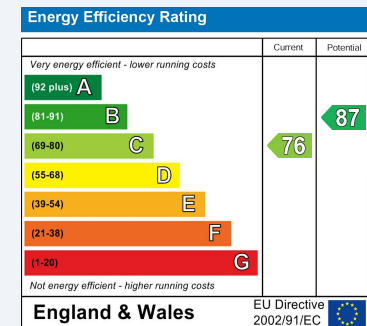 Energy Efficiency Rating
Current Potential
Very energy efficient - lower running costs
(92 plus) A
(81-91) B 87
(69-80) C 76
(55-68) D
(39-54) E
(21-38) F
(1-20) G
Not energy efficient - higher running costs
England & Wales
EU Directive
2002/91/EC